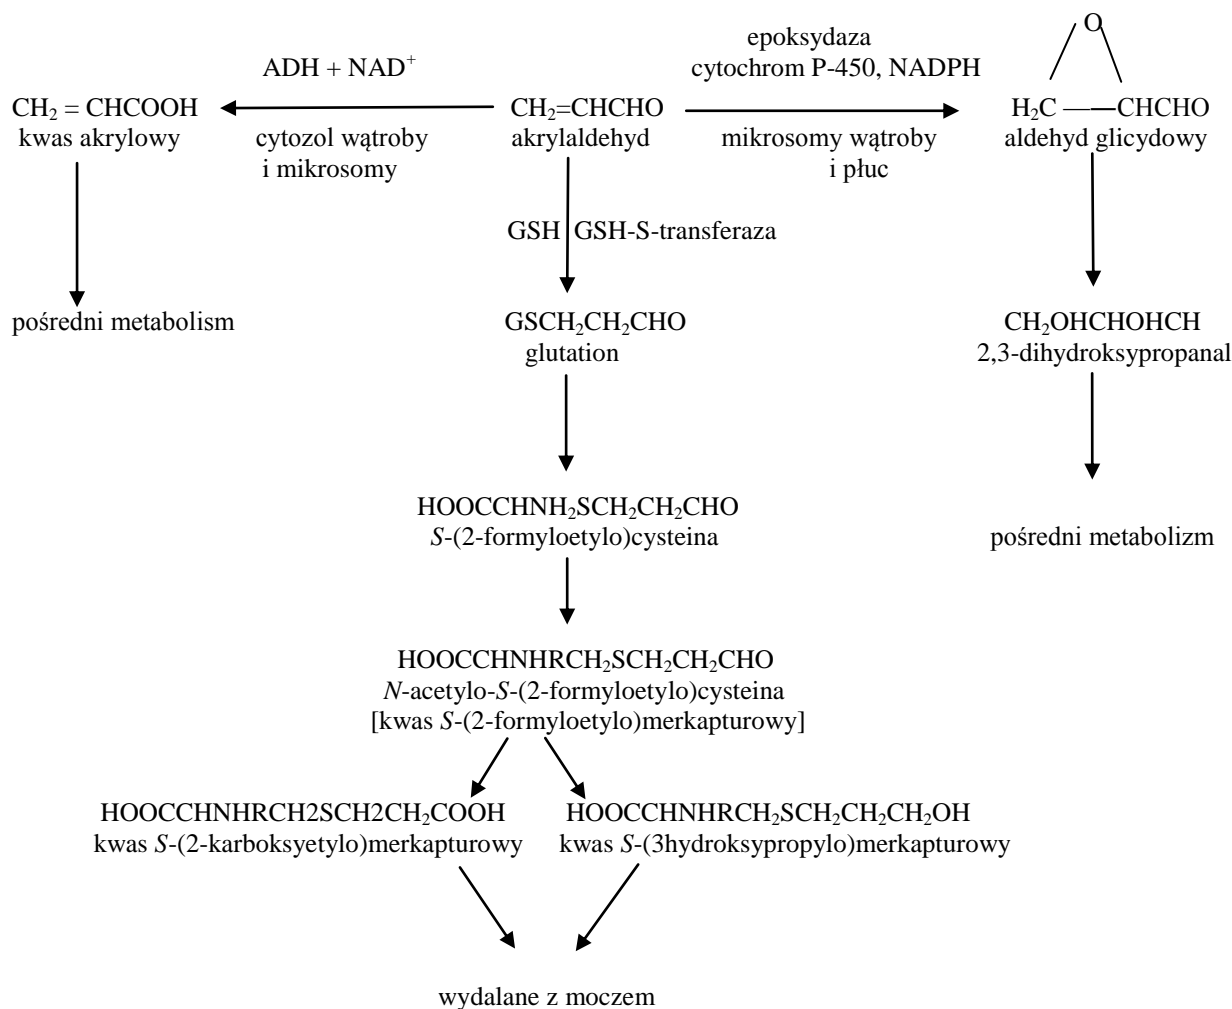 O
epoksydaza
ADH + NAD⁺
cytochrom P-450, NADPH
CH₂ = CHCOOH
CH₂=CHCHO
H₂C — CHCHO
kwas akrylowy
cytozol wątroby
akrylaldehyd
mikrosomy wątroby
aldehyd glicydowy
i mikrosomy
i płuc
GSH GSH-S-transferaza
pośredni metabolism
GSCH₂CH₂CHO
CH₂OHCHOHCH
glutation
2,3-dihydroksypropanal
HOOCCHNH₂SCH₂CH₂CHO
S-(2-formyloetylo)cysteina
pośredni metabolizm
HOOCCHNHRCH₂SCH₂CH₂CHO
N-acetylo-S-(2-formyloetylo)cysteina
[kwas S-(2-formyloetylo)merkapturowy]
HOOCCHNHRCH2SCH2CH₂COOH
HOOCCHNHRCH₂SCH₂CH₂CH₂OH
kwas S-(2-karboksyetylo)merkapturowy
kwas S-(3hydroksypropylo)merkapturowy
wydalane z moczem